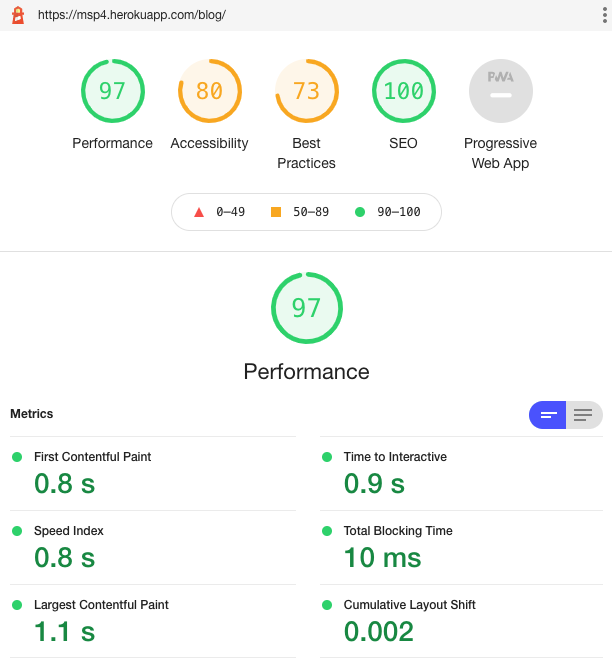 https://msp4.herokuapp.com/blog/
97 80 73 100 PWA
Performance Accessibility Best Practices SEO Progressive Web App
0–49 50–89 90–100
97
Performance
Metrics
First Contentful Paint
0.8 s
Time to Interactive
0.9 s
Speed Index
0.8 s
Total Blocking Time
10 ms
Largest Contentful Paint
1.1 s
Cumulative Layout Shift
0.002